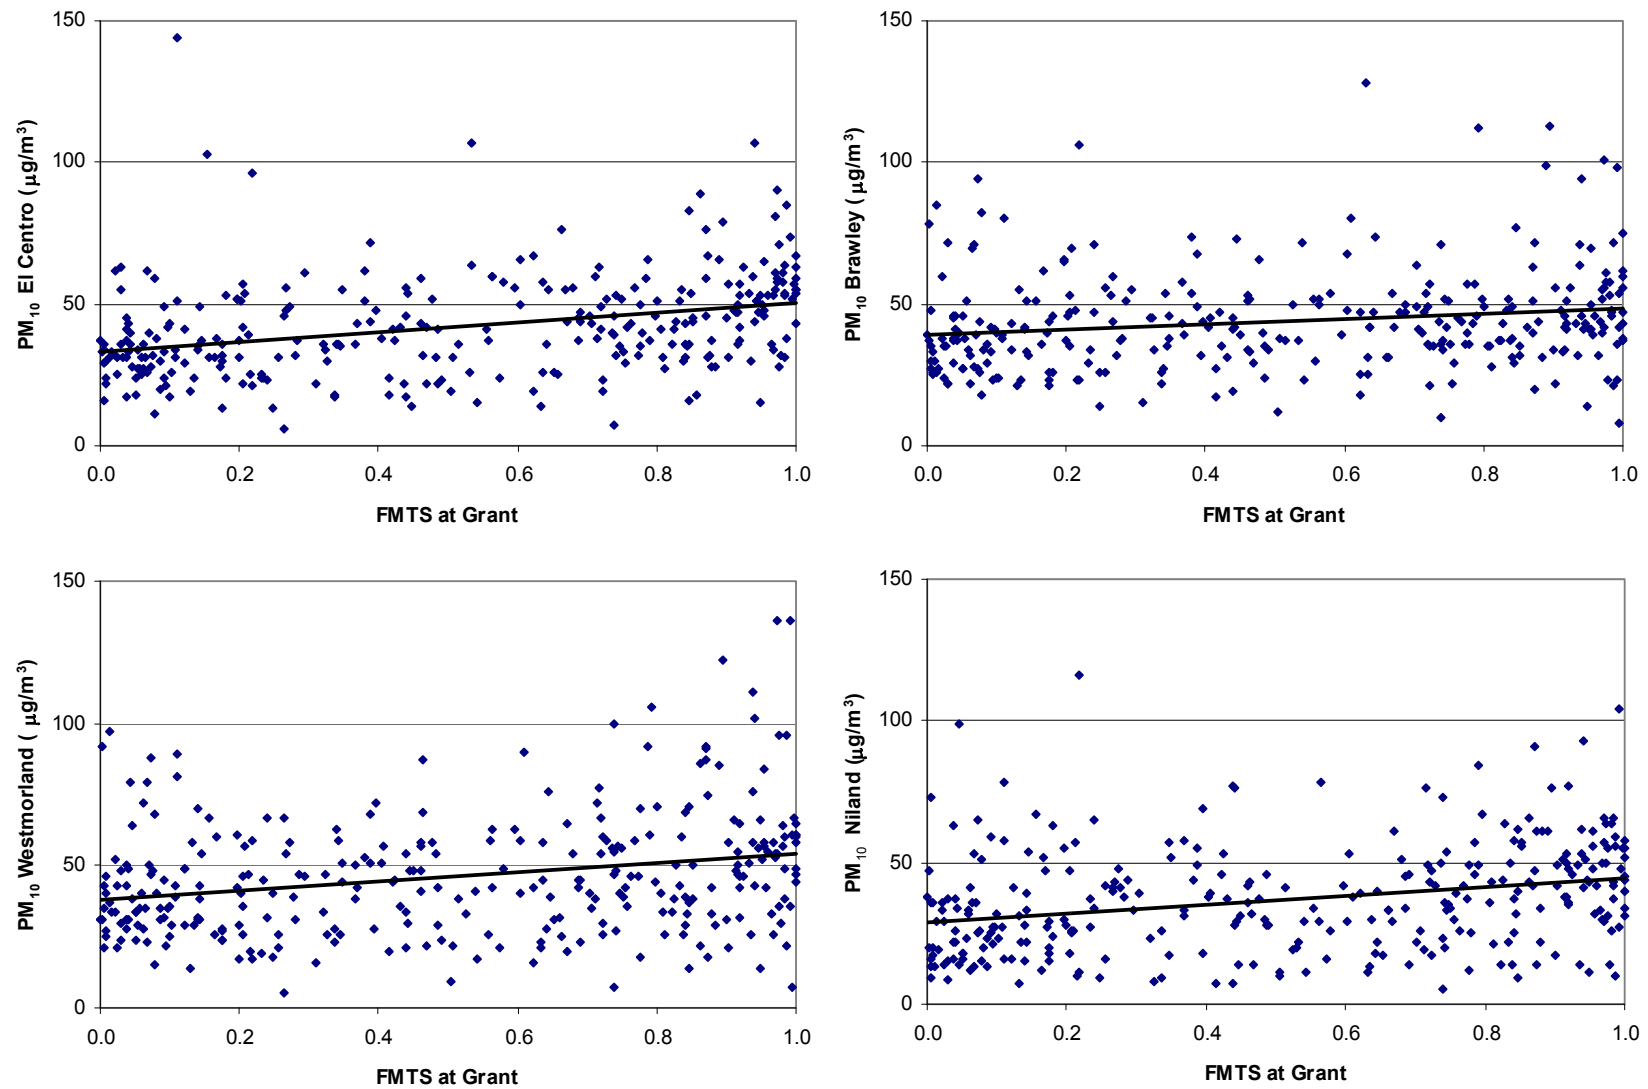 150
100
50
0
PM10 El Centro (μg/m3)
0.0 0.2 0.4 0.6 0.8 1.0
FMTS at Grant
150
100
50
0
PM10 Brawley (μg/m3)
0.0 0.2 0.4 0.6 0.8 1.0
FMTS at Grant
150
100
50
0
PM10 Westmorland (μg/m3)
0.0 0.2 0.4 0.6 0.8 1.0
FMTS at Grant
150
100
50
0
PM10 Niland (μg/m3)
0.0 0.2 0.4 0.6 0.8 1.0
FMTS at Grant